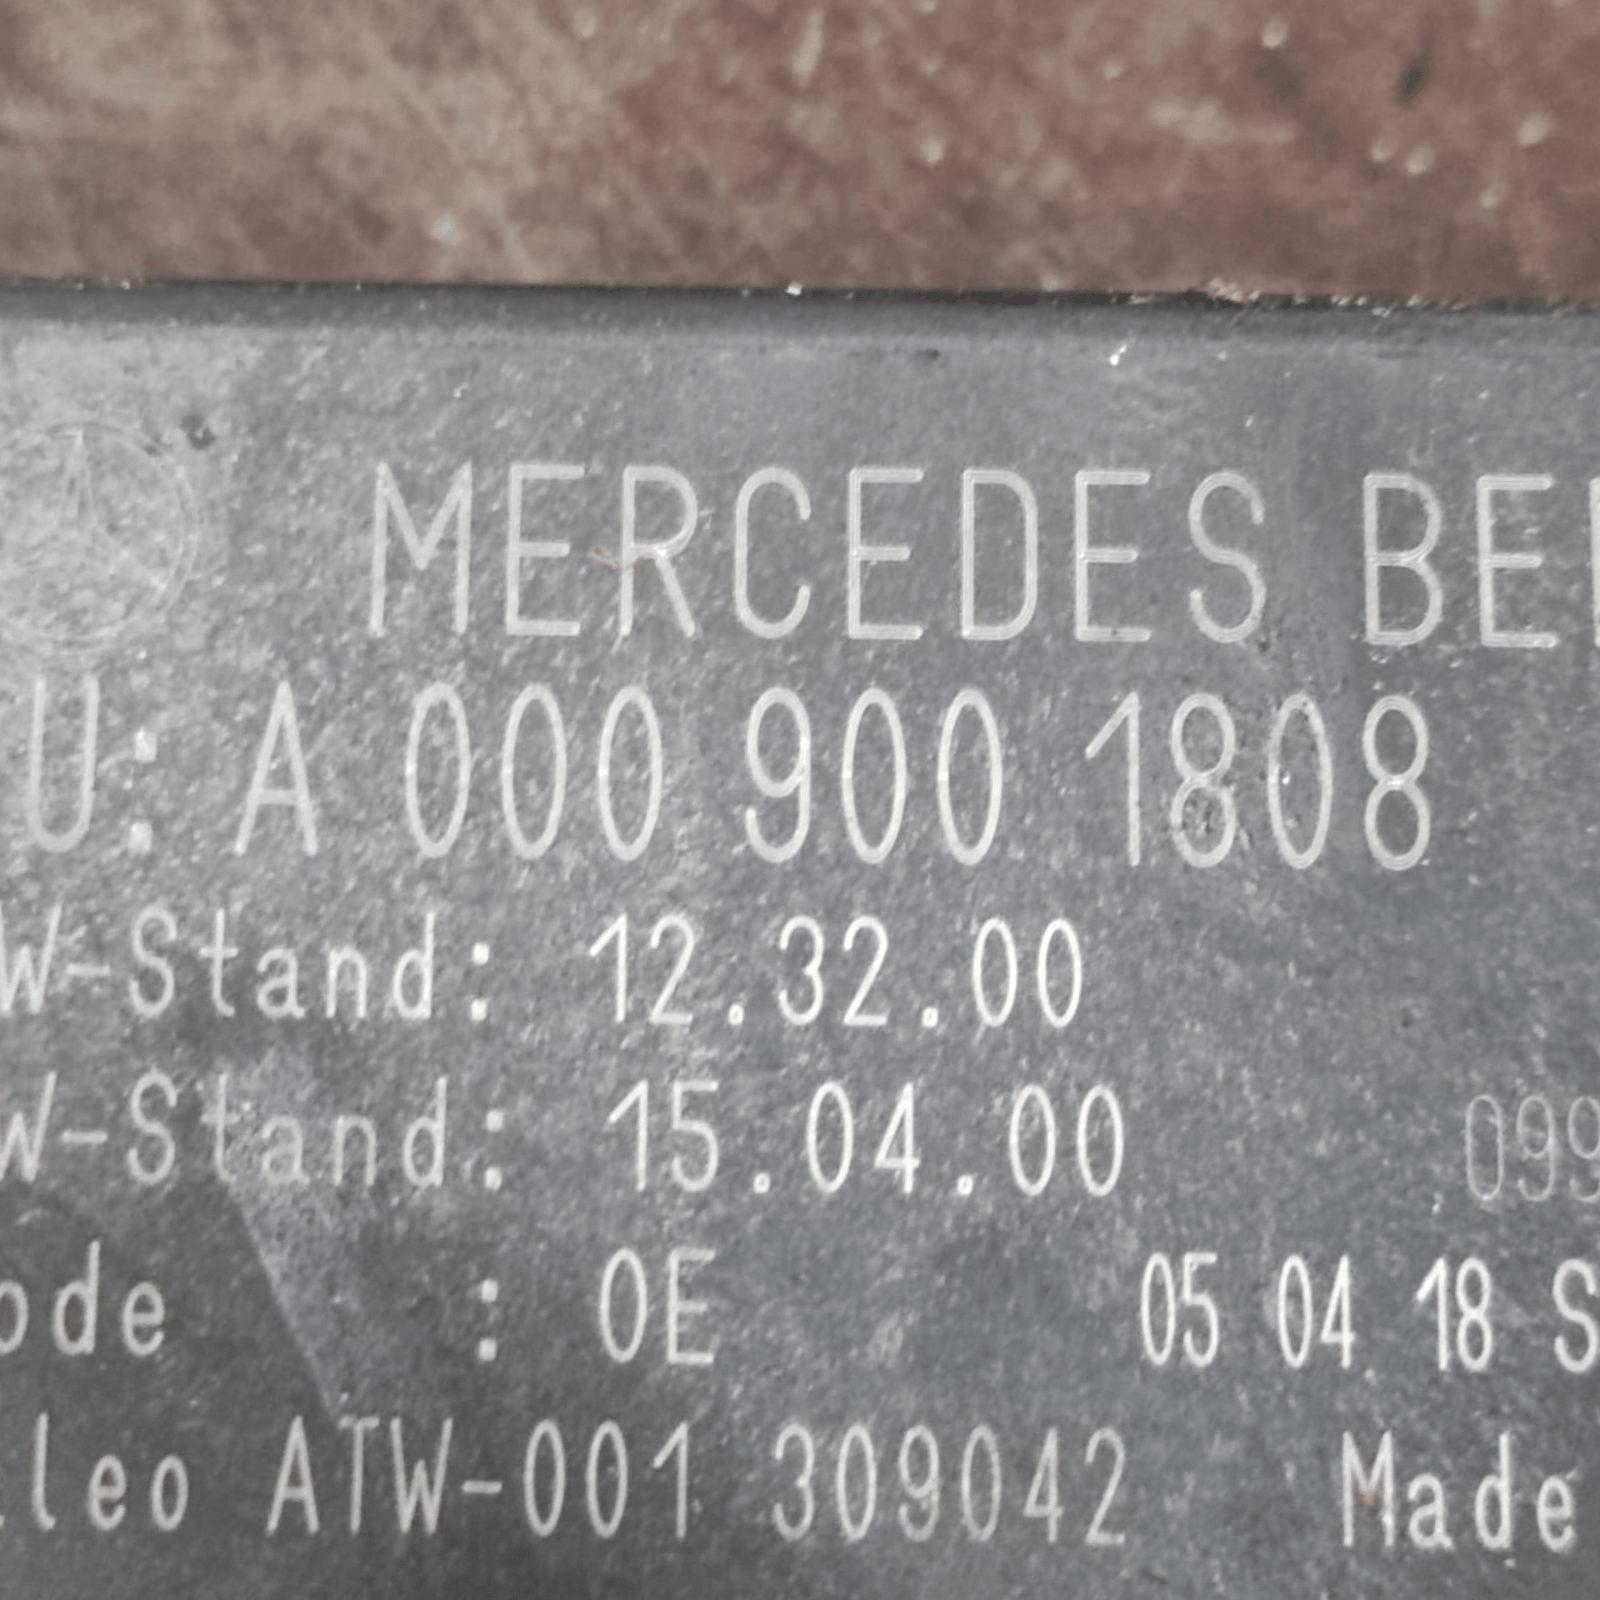 MERCEDES BE
U: A 000 900 1808
W-Stand: 12.32.00
W-Stand: 15.04.00 099
ode : 0E 05 04 18 S
leo ATW-001 309042 Made